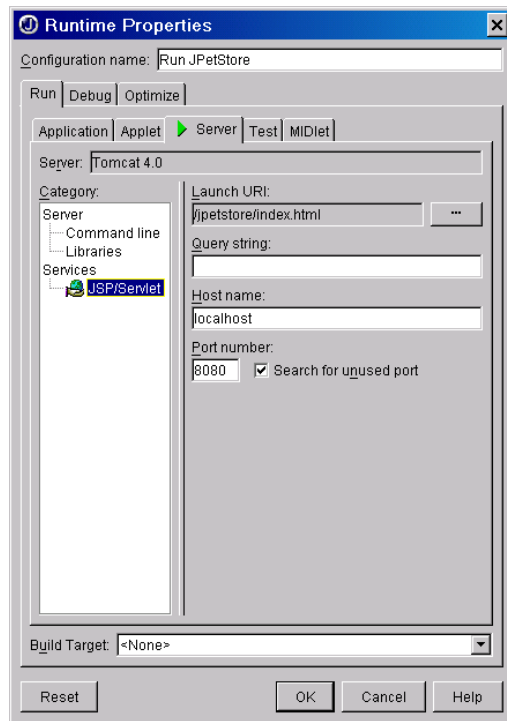 Runtime Properties
Configuration name: Run JPetStore
Run Debug Optimize
Application Applet Server Test MIDlet
Server: Tomcat 4.0
Category:
Server
Command line
Libraries
Services
JSP/Servlet
Launch URI:
/jpetstore/index.html ...
Query string:
Host name:
localhost
Port number:
8080 Search for unused port
Build Target: <None>
Reset OK Cancel Help